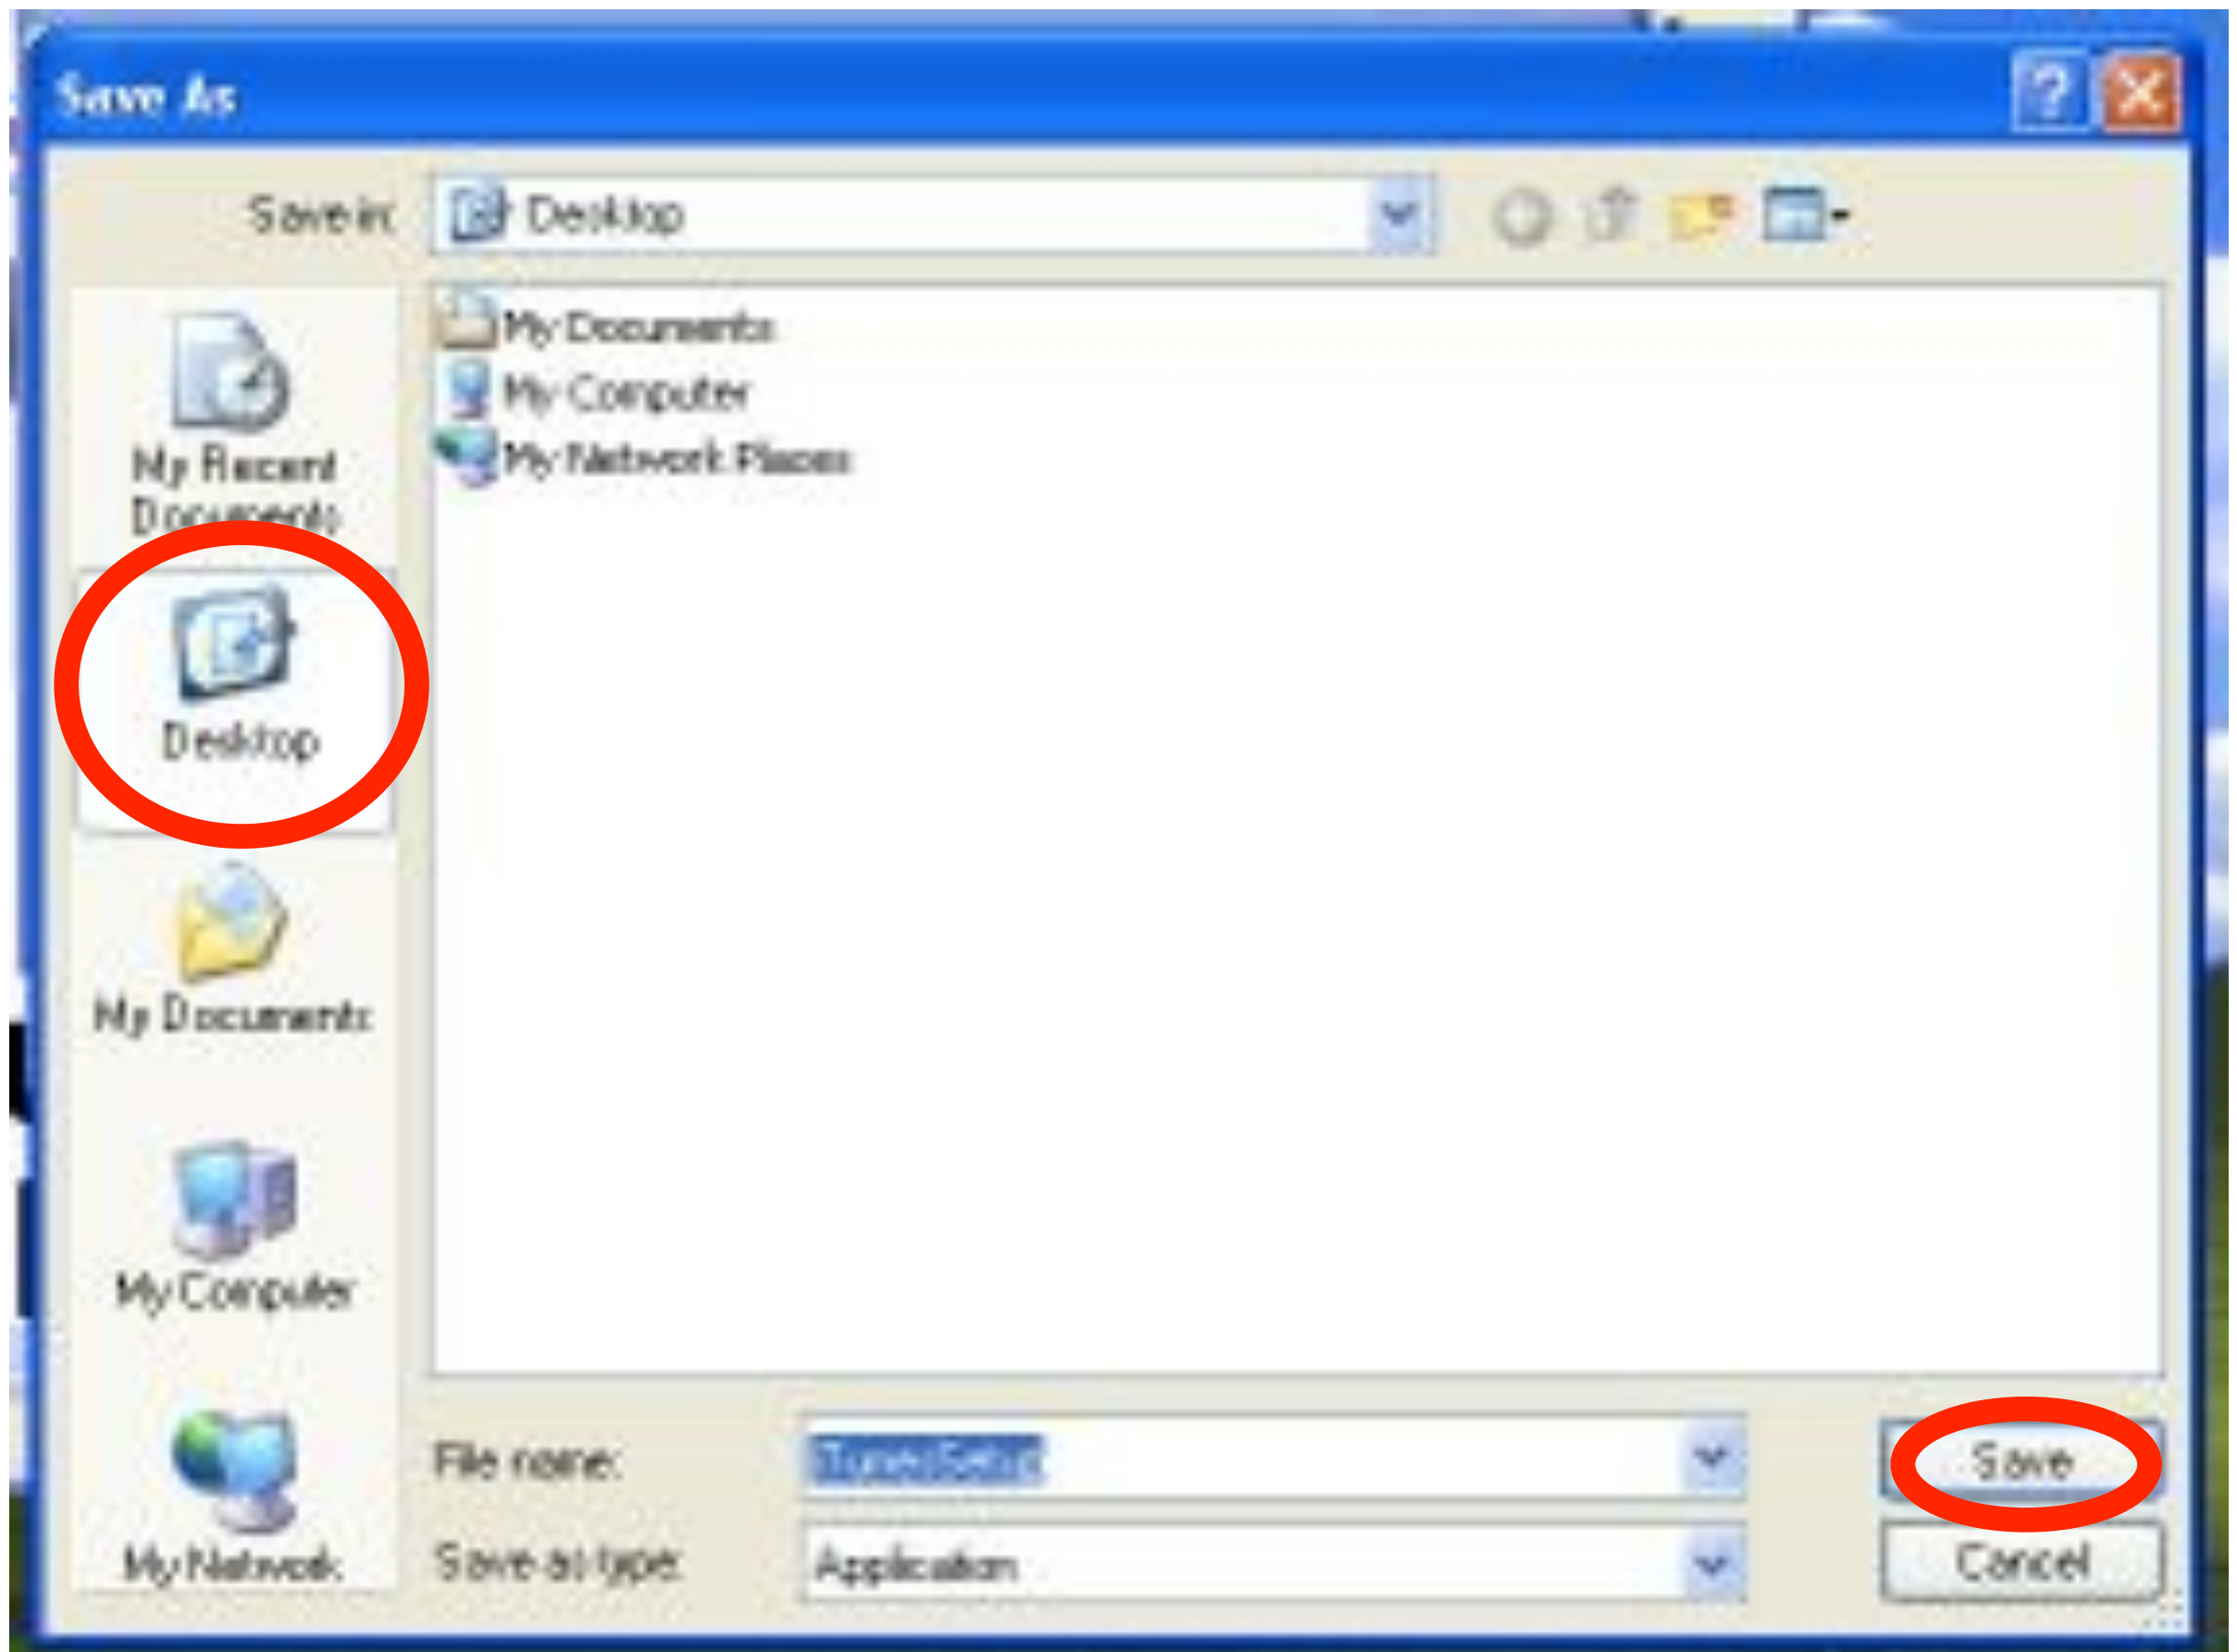 Save As
Save in:
Desktop
My Documents
My Computer
My Network Places
My Recent
Documents
Desktop
My Documents
My Computer
My Network
File name:
iTunesSetup
Save
Save as type:
Application
Cancel